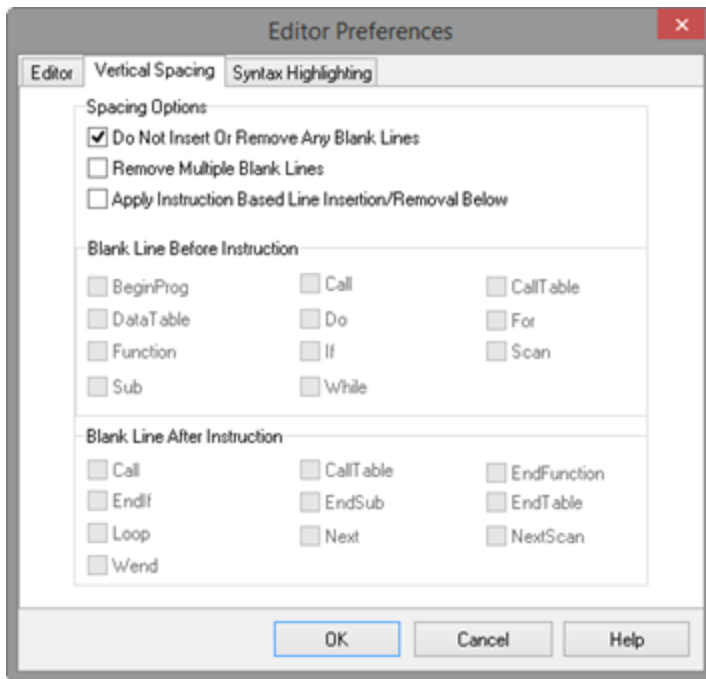 Editor Preferences
Editor Vertical Spacing Syntax Highlighting
Spacing Options
Do Not Insert Or Remove Any Blank Lines
Remove Multiple Blank Lines
Apply Instruction Based Line Insertion/Removal Below
Blank Line Before Instruction
BeginProg Call CallTable
DataTable Do For
Function If Scan
Sub While
Blank Line After Instruction
Call CallTable EndFunction
EndIf EndSub EndTable
Loop Next NextScan
Wend
OK Cancel Help